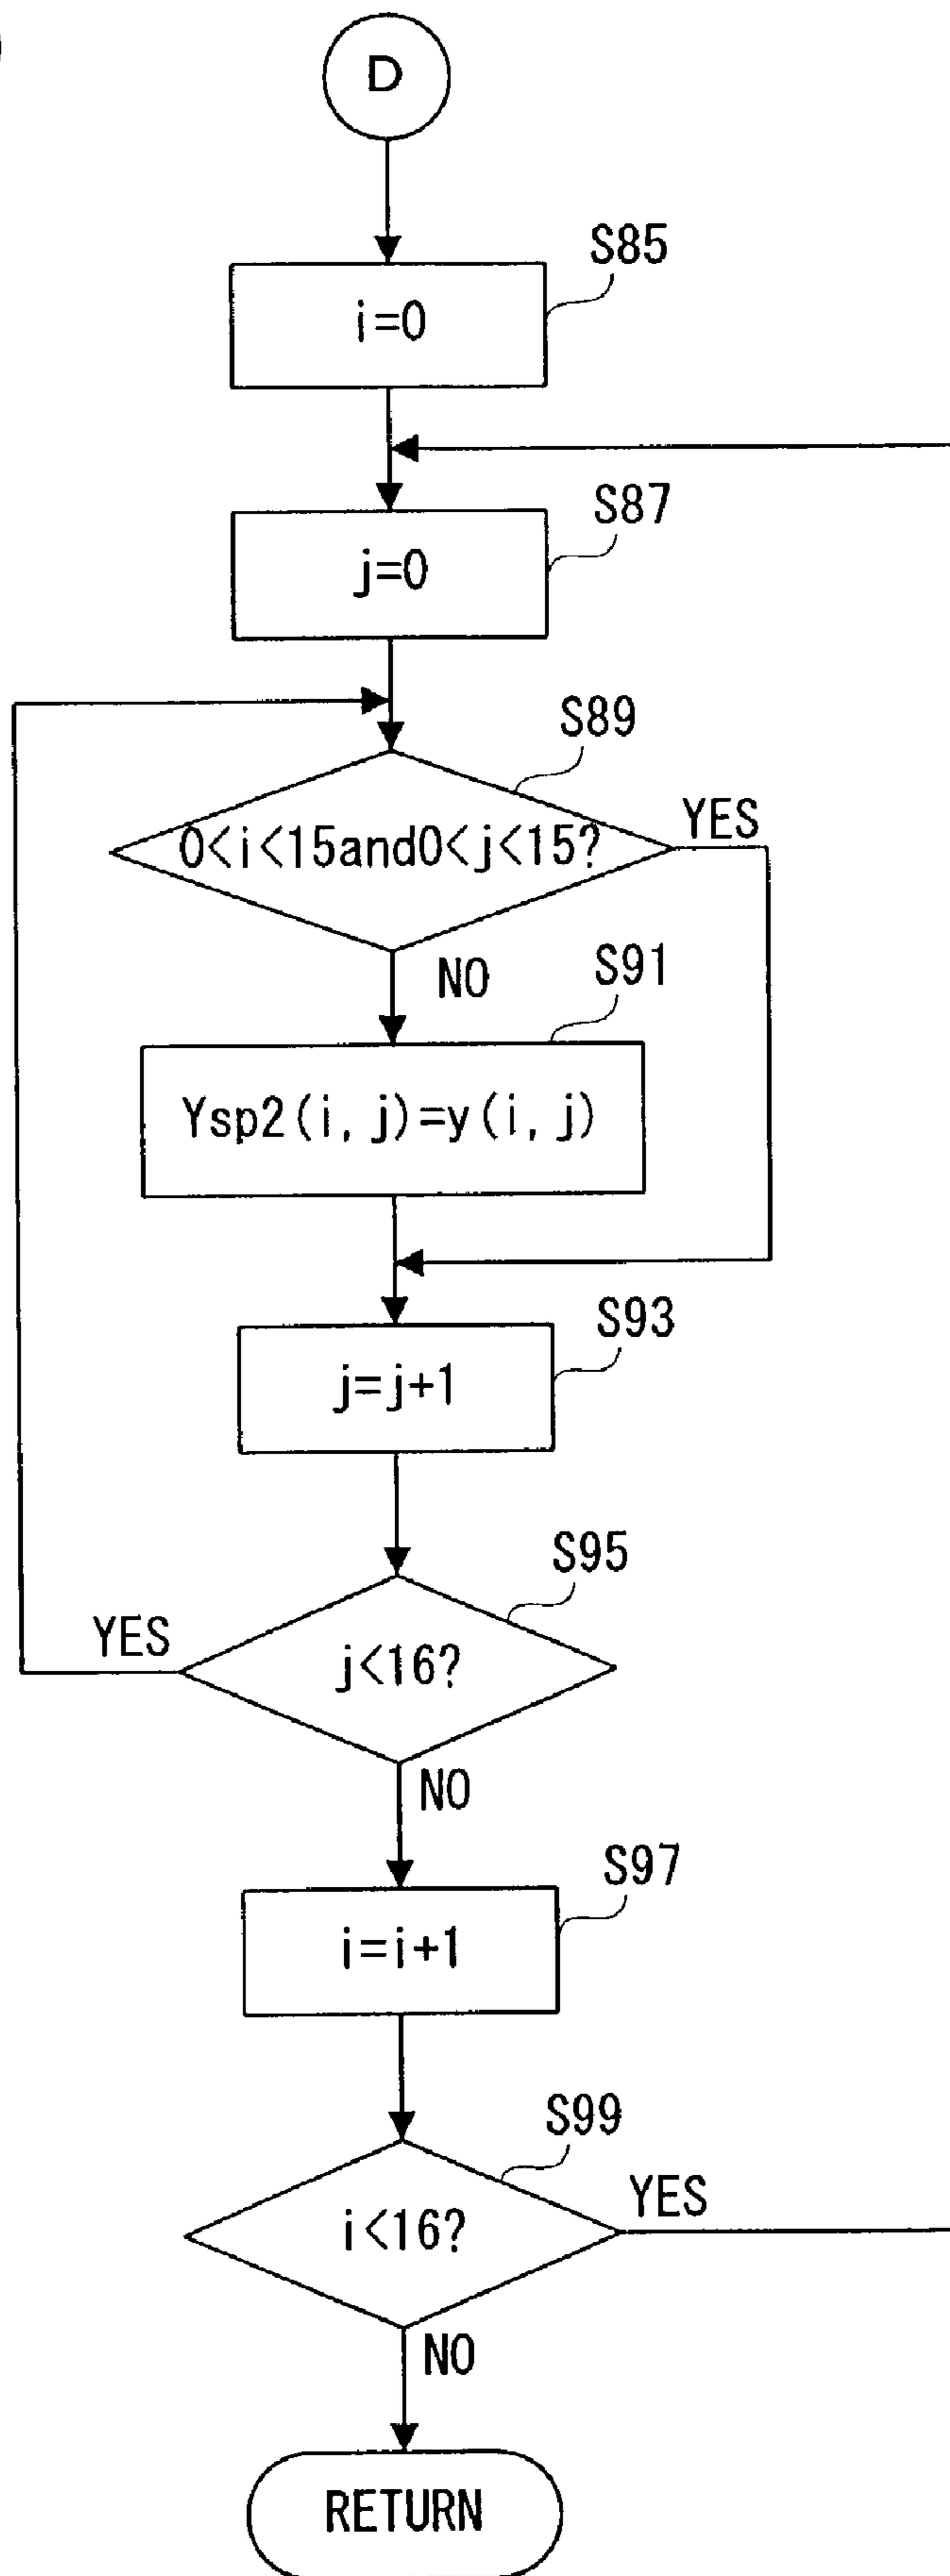 D
S85
i=0
S87
j=0
S89
0<i<15and0<j<15?
YES
NO
S91
Ysp2(i, j)=y(i, j)
S93
j=j+1
S95
YES
j<16?
NO
S97
i=i+1
S99
YES
i<16?
NO
RETURN